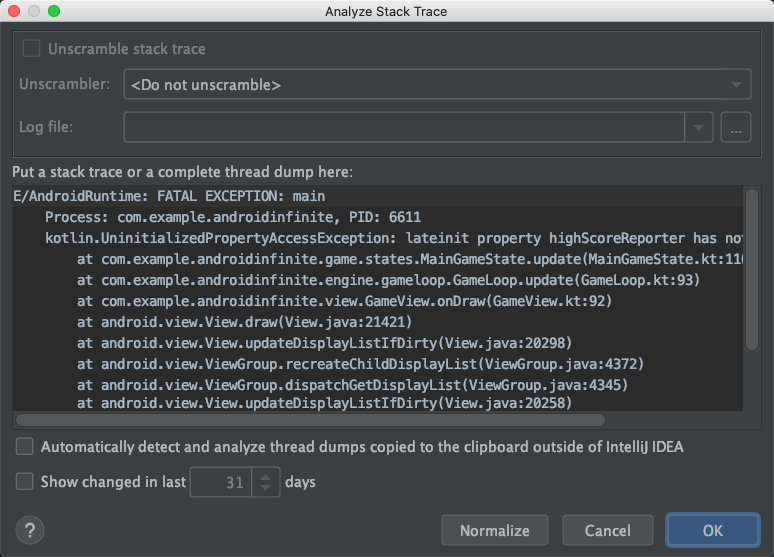 Analyze Stack Trace
Unscramble stack trace
Unscrambler: <Do not unscramble>
Log file: ...
Put a stack trace or a complete thread dump here:
E/AndroidRuntime: FATAL EXCEPTION: main
Process: com.example.androidinfinite, PID: 6611
kotlin.UninitializedPropertyAccessException: lateinit property highScoreReporter has
at com.example.androidinfinite.game.states.MainGameState.update(MainGameState.kt:
at com.example.androidinfinite.engine.gameloop.GameLoop.update(GameLoop.kt:93)
at com.example.androidinfinite.view.GameView.onDraw(GameView.kt:92)
at android.view.View.draw(View.java:21421)
at android.view.View.updateDisplayListIfDirty(View.java:20298)
at android.view.ViewGroup.recreateChildDisplayList(ViewGroup.java:4372)
at android.view.ViewGroup.dispatchGetDisplayList(ViewGroup.java:4345)
at android.view.View.updateDisplayListIfDirty(View.java:20258)
Automatically detect and analyze thread dumps copied to the clipboard outside of IntelliJ IDEA
Show changed in last 31 days
? Normalize Cancel OK